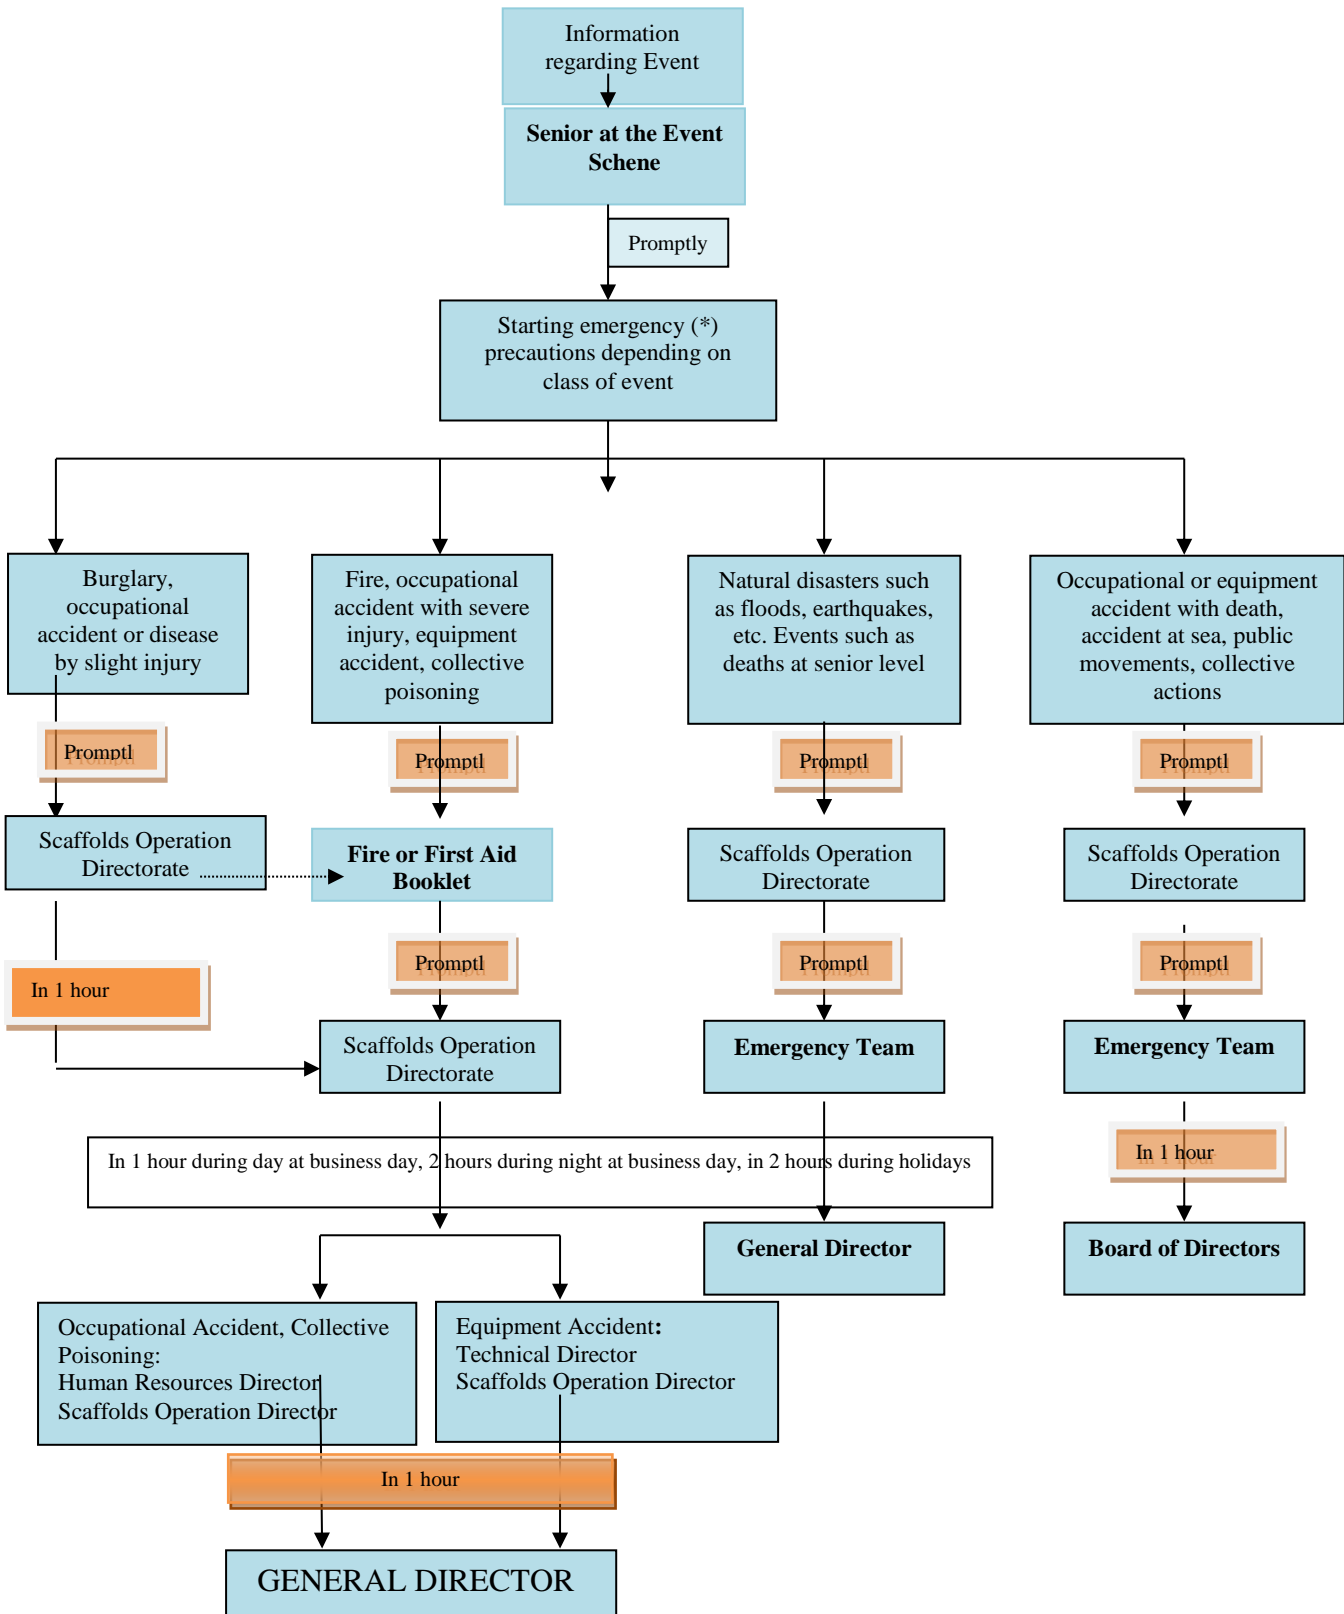 Information
regarding Event
Senior at the Event
Schene
Promptly
Starting emergency (*)
precautions depending on
class of event
Burglary,
occupational
accident or disease
by slight injury
Fire, occupational
accident with severe
injury, equipment
accident, collective
poisoning
Natural disasters such
as floods, earthquakes,
etc. Events such as
deaths at senior level
Occupational or equipment
accident with death,
accident at sea, public
movements, collective
actions
Promptl
Promptl
Promptl
Promptl
Scaffolds Operation
Directorate
Fire or First Aid
Booklet
Scaffolds Operation
Directorate
Scaffolds Operation
Directorate
In 1 hour
Promptl
Promptl
Promptl
Scaffolds Operation
Directorate
Emergency Team
Emergency Team
In 1 hour during day at business day, 2 hours during night at business day, in 2 hours during holidays
In 1 hour
General Director
Board of Directors
Occupational Accident, Collective
Poisoning:
Human Resources Director
Scaffolds Operation Director
Equipment Accident:
Technical Director
Scaffolds Operation Director
In 1 hour
GENERAL DIRECTOR